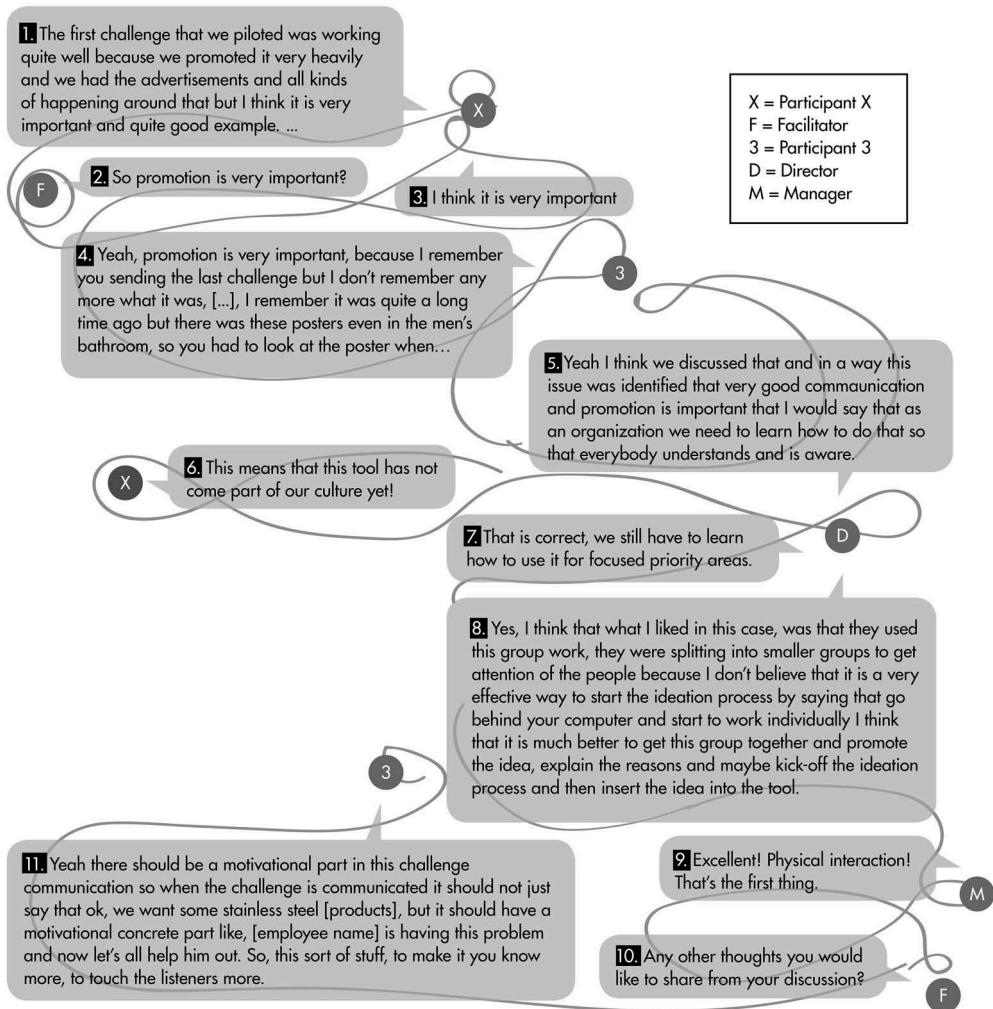 1. The first challenge that we piloted was working
quite well because we promoted it very heavily
and we had the advertisements and all kinds
of happening around that but I think it is very
important and quite good example. ...
X
X = Participant X
F = Facilitator
3 = Participant 3
D = Director
M = Manager
F
2. So promotion is very important?
3. I think it is very important
4. Yeah, promotion is very important, because I remember
you sending the last challenge but I don't remember any
more what it was, [...], I remember it was quite a long
time ago but there was these posters even in the men's
bathroom, so you had to look at the poster when...
3
5. Yeah I think we discussed that and in a way this
issue was identified that very good commaunication
and promotion is important that I would say that as
an organization we need to learn how to do that so
that everybody understands and is aware.
X
6. This means that this tool has not
come part of our culture yet!
7. That is correct, we still have to learn
how to use it for focused priority areas.
D
8. Yes, I think that what I liked in this case, was that they used
this group work, they were splitting into smaller groups to get
attention of the people because I don't believe that it is a very
effective way to start the ideation process by saying that go
behind your computer and start to work individually I think
that it is much better to get this group together and promote
the idea, explain the reasons and maybe kick-off the ideation
process and then insert the idea into the tool.
3
9. Excellent! Physical interaction!
That's the first thing.
M
10. Any other thoughts you would
like to share from your discussion?
F
11. Yeah there should be a motivational part in this challenge
communication so when the challenge is communicated it should not just
say that ok, we want some stainless steel [products], but it should have a
motivational concrete part like, [employee name] is having this problem
and now let's all help him out. So, this sort of stuff, to make it you know
more, to touch the listeners more.